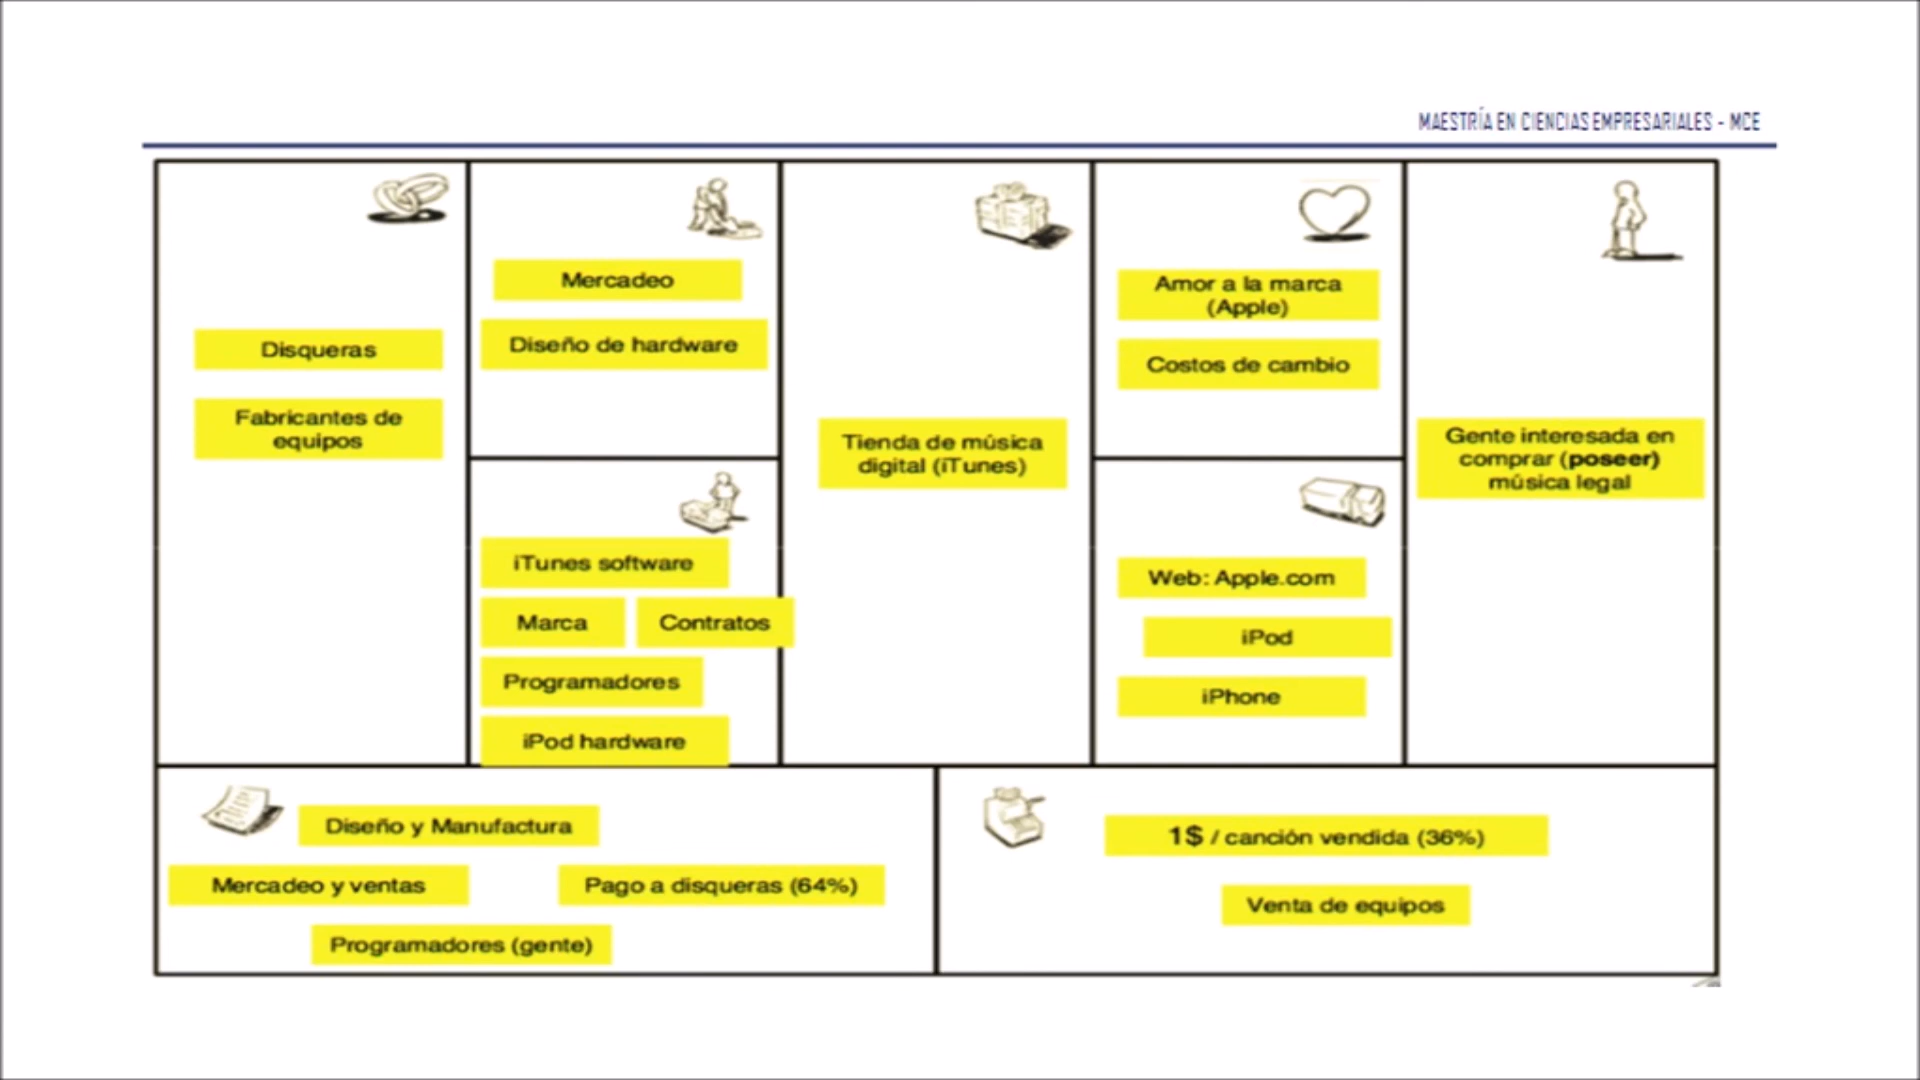 MAESTRÍA EN CIENCIAS EMPRESARIALES - MCE
Disqueras
Fabricantes de
equipos
Mercadeo
Diseño de hardware
iTunes software
Marca
Contratos
Programadores
iPod hardware
Tienda de música
digital (iTunes)
Amor a la marca
(Apple)
Costos de cambio
Web: Apple.com
iPod
iPhone
Gente interesada en
comprar (poseer)
música legal
Diseño y Manufactura
Mercadeo y ventas
Pago a disqueras (64%)
Programadores (gente)
1$ / canción vendida (36%)
Venta de equipos